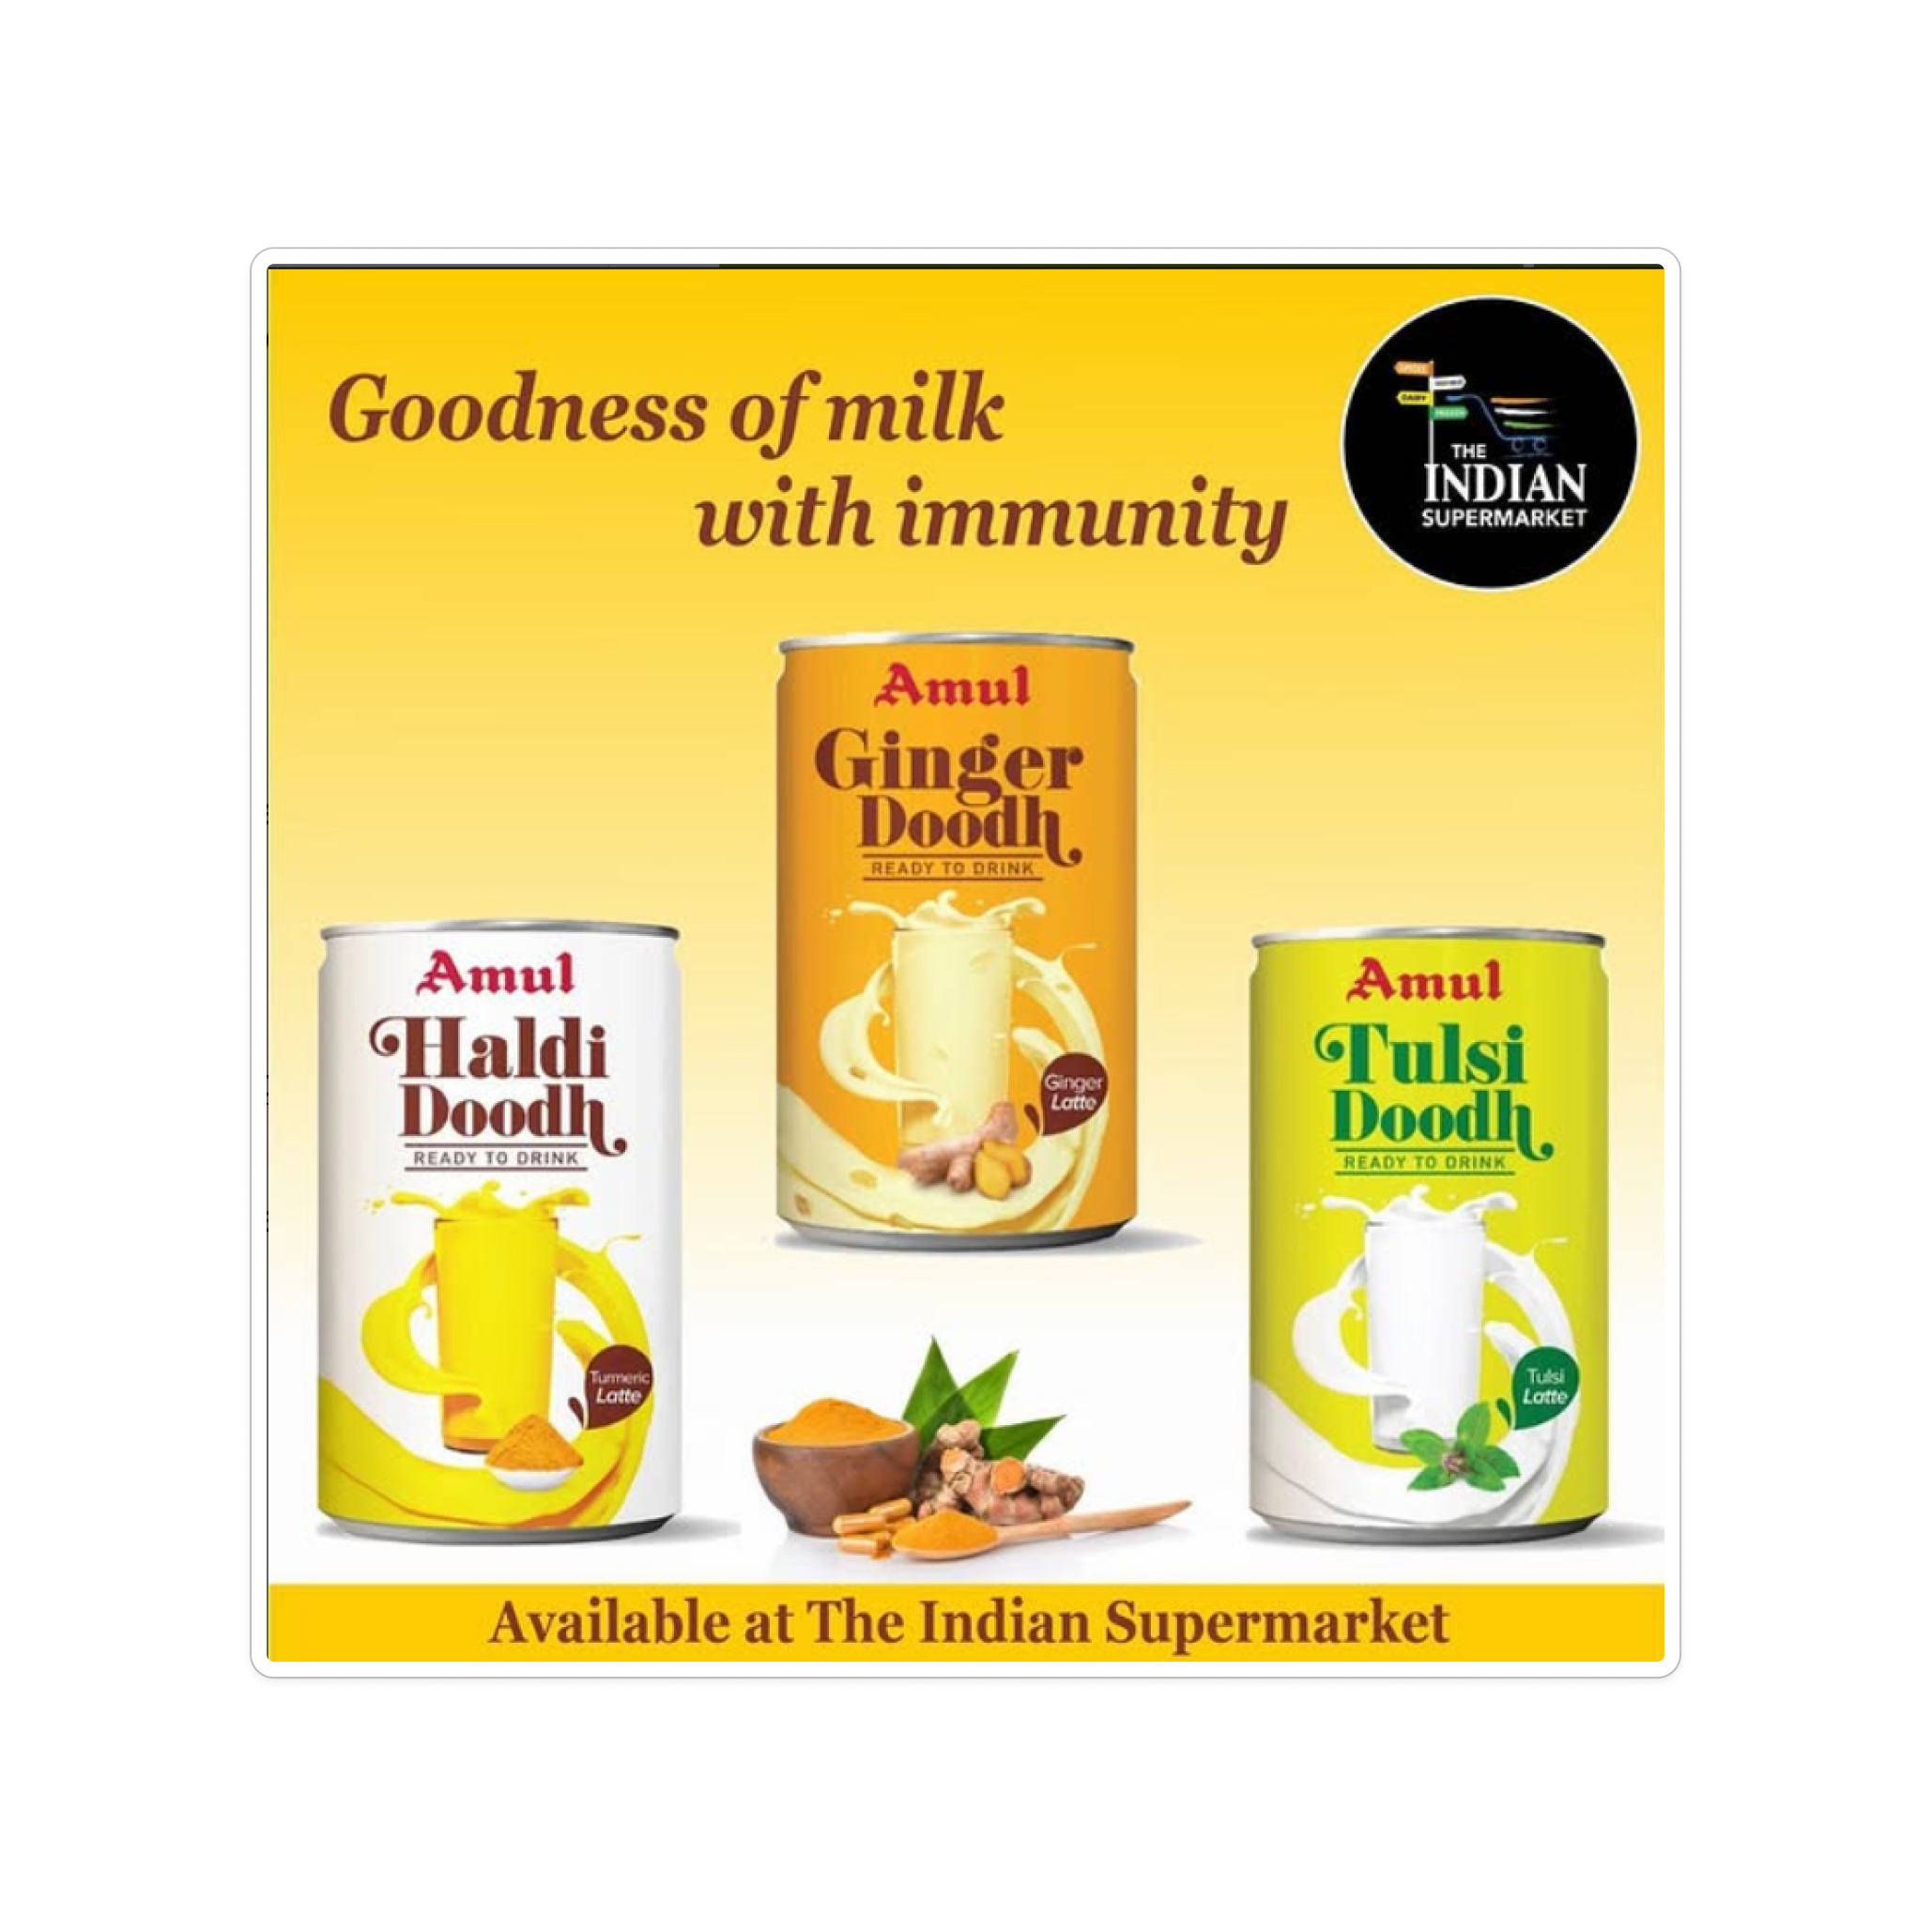 Goodness of milk
with immunity
DAIRY
THE
INDIAN
SUPERMARKET
Amul
Ginger
Doodh
READY TO DRINK
Ginger
Latte
Amul
Haldi
Doodh
READY TO DRINK
Turmeric
Latte
Amul
Tulsi
Doodh
READY TO DRINK
Tulsi
Latte
Available at The Indian Supermarket